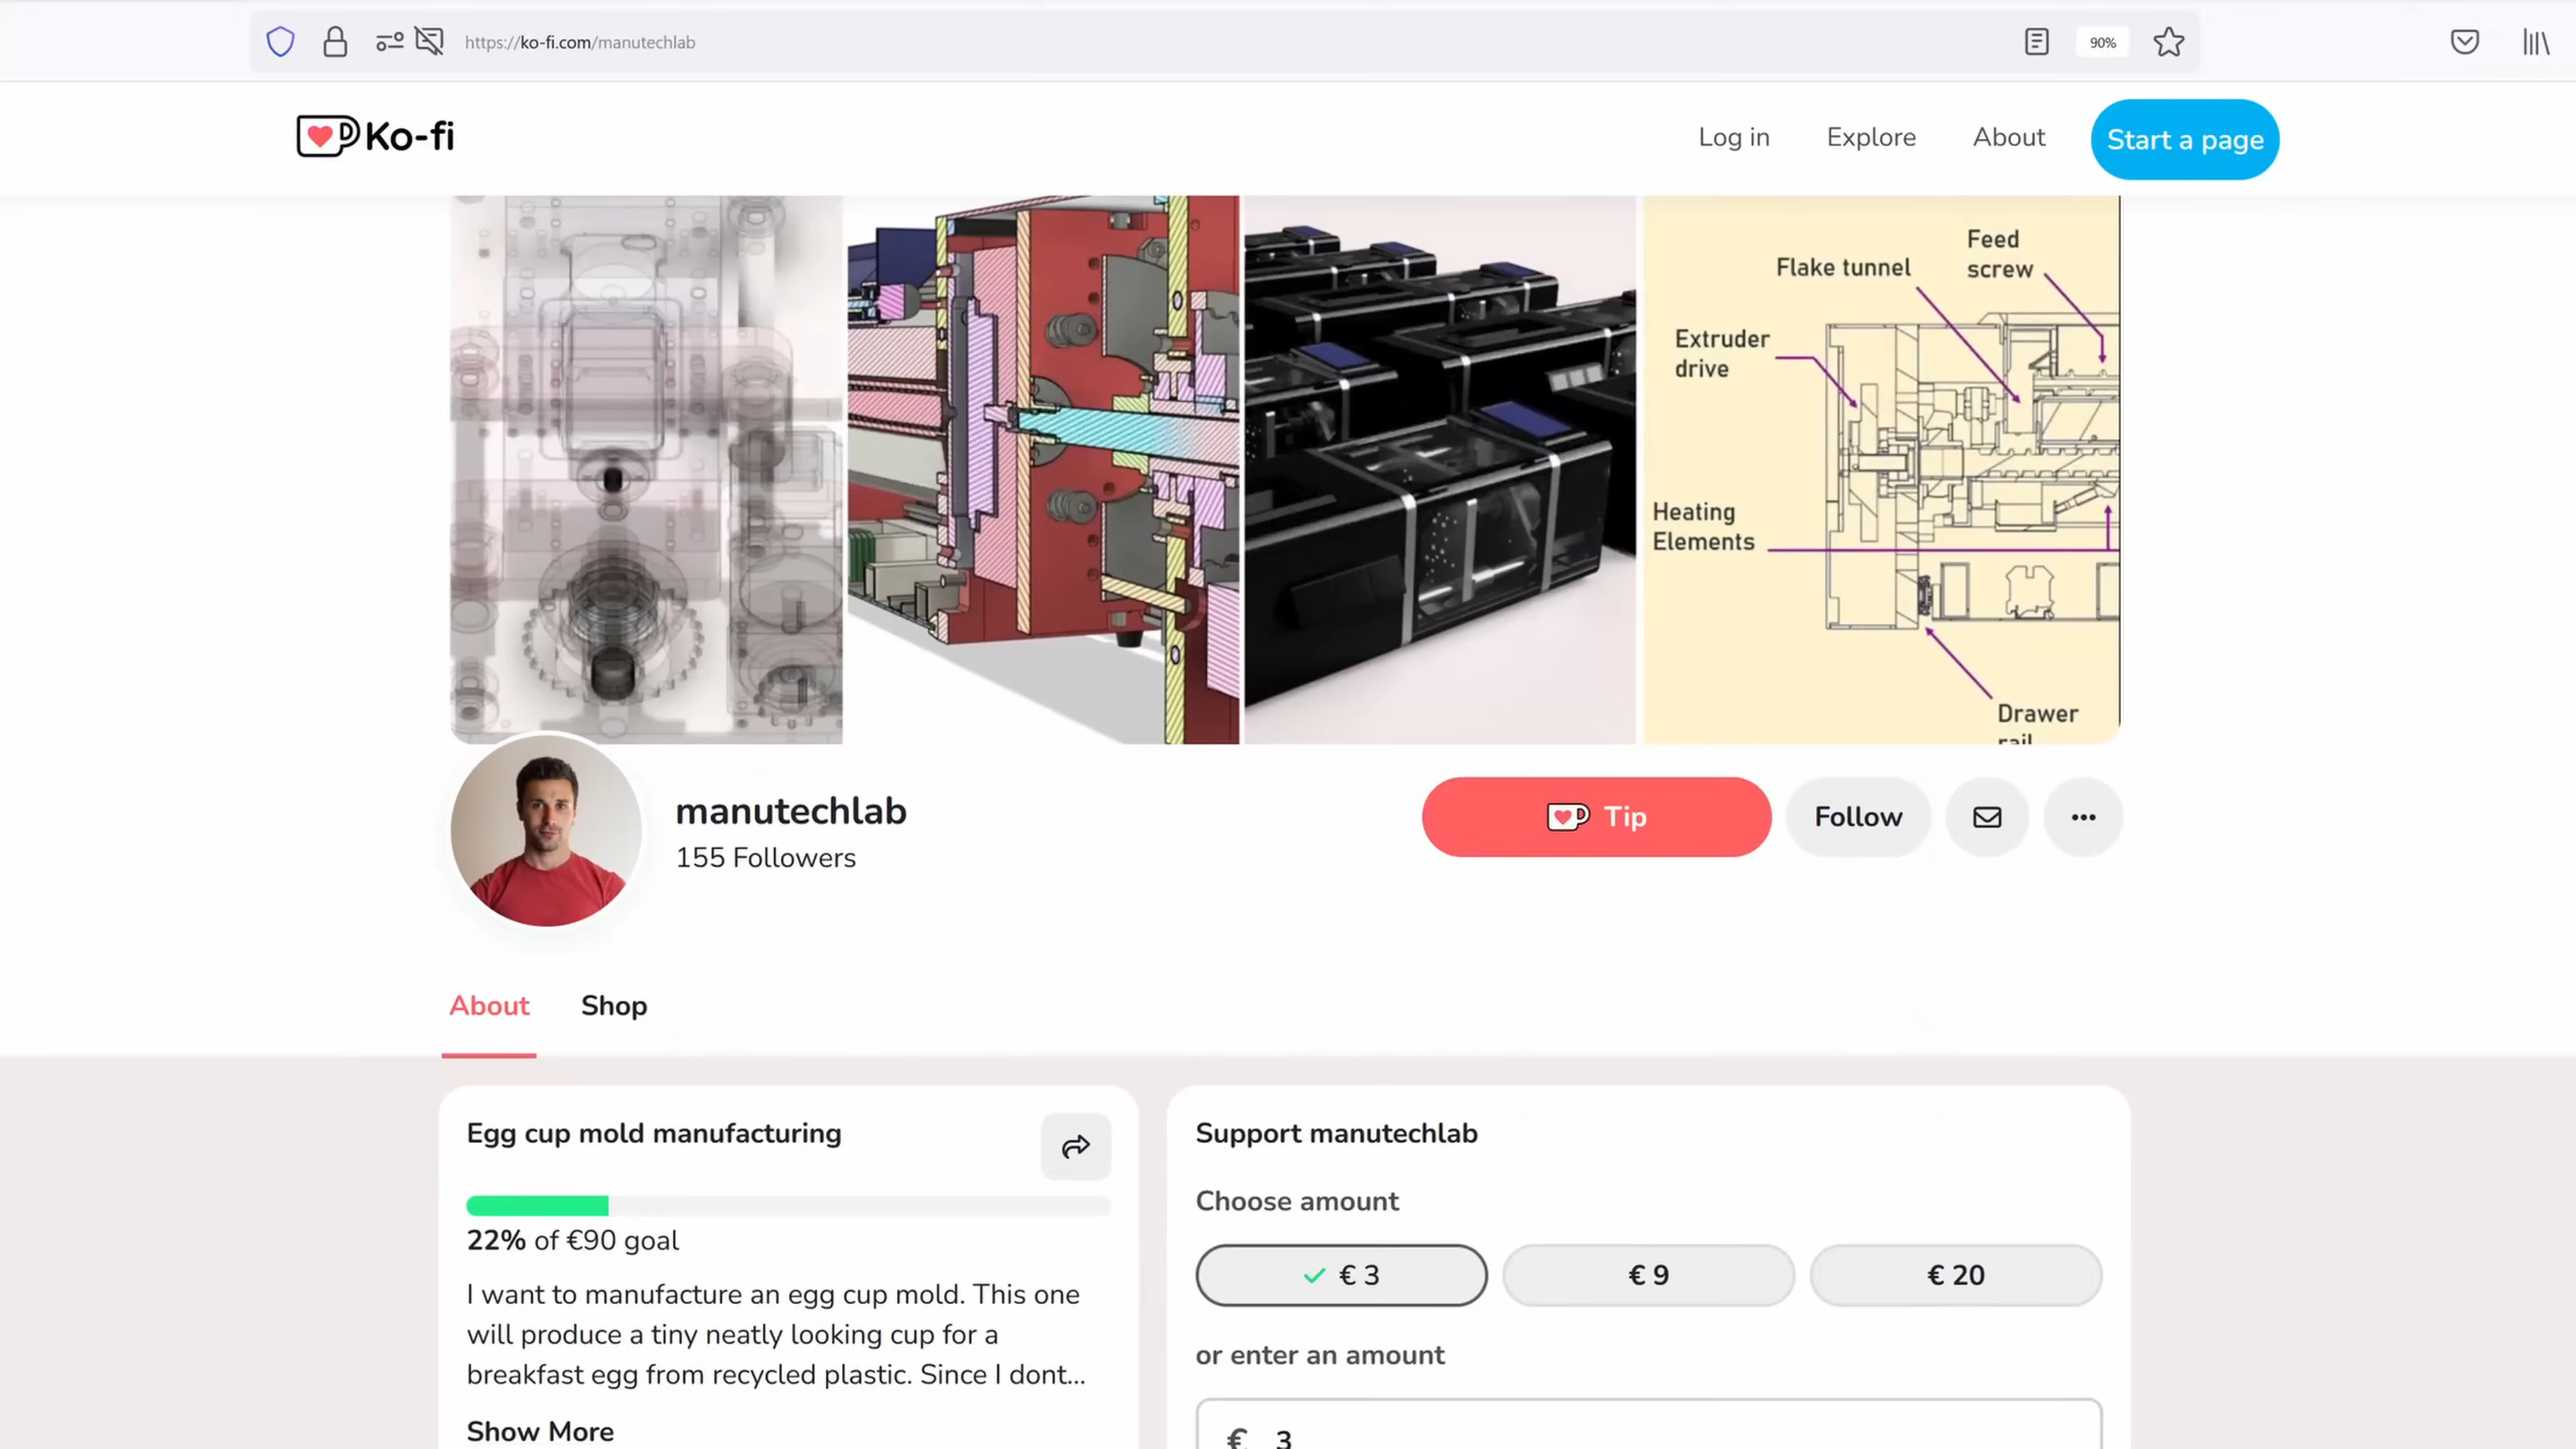 https://ko-fi.com/manutechlab
90%
Ko-fi
Log in
Explore
About
Start a page
Feed
screw
Flake tunnel
Extruder
drive
Heating
Elements
Drawer
rail
manutechlab
155 Followers
Tip
Follow
About
Shop
Egg cup mold manufacturing
22% of €90 goal
I want to manufacture an egg cup mold. This one
will produce a tiny neatly looking cup for a
breakfast egg from recycled plastic. Since I dont...
Show More
Support manutechlab
Choose amount
€ 3
€ 9
€ 20
or enter an amount
€ 3